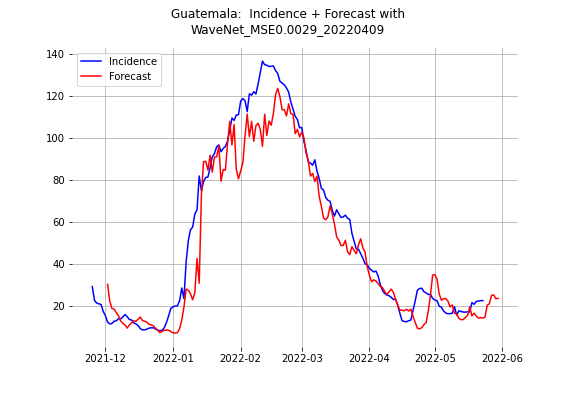 Guatemala:  Incidence + Forecast with
WaveNet_MSE0.0029_20220409
Incidence
Forecast
140
120
100
80
60
40
20
2021-12 2022-01 2022-02 2022-03 2022-04 2022-05 2022-06